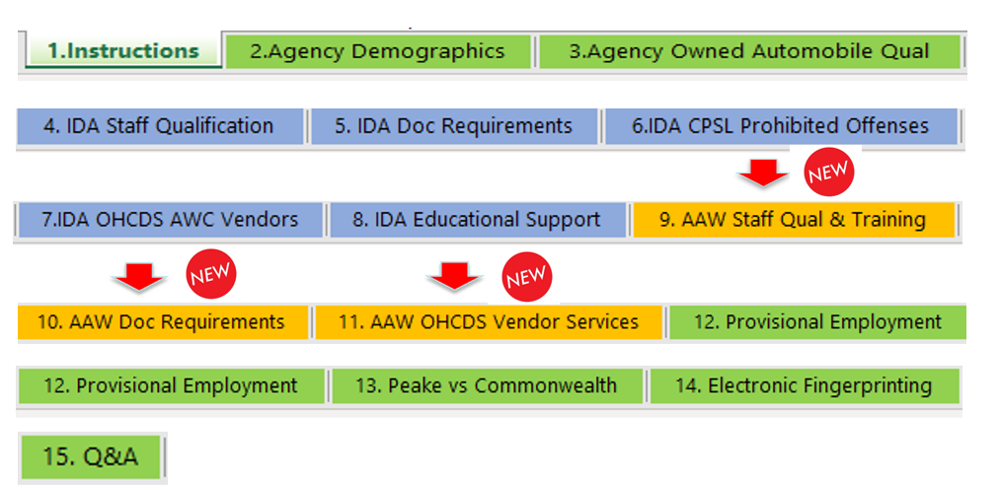 1.Instructions 2.Agency Demographics 3.Agency Owned Automobile Qual
4. IDA Staff Qualification 5. IDA Doc Requirements 6.IDA CPSL Prohibited Offenses
NEW
7.IDA OHCDS AWC Vendors 8. IDA Educational Support 9. AAW Staff Qual & Training
NEW NEW
10. AAW Doc Requirements 11. AAW OHCDS Vendor Services 12. Provisional Employment
12. Provisional Employment 13. Peake vs Commonwealth 14. Electronic Fingerprinting
15. Q&A